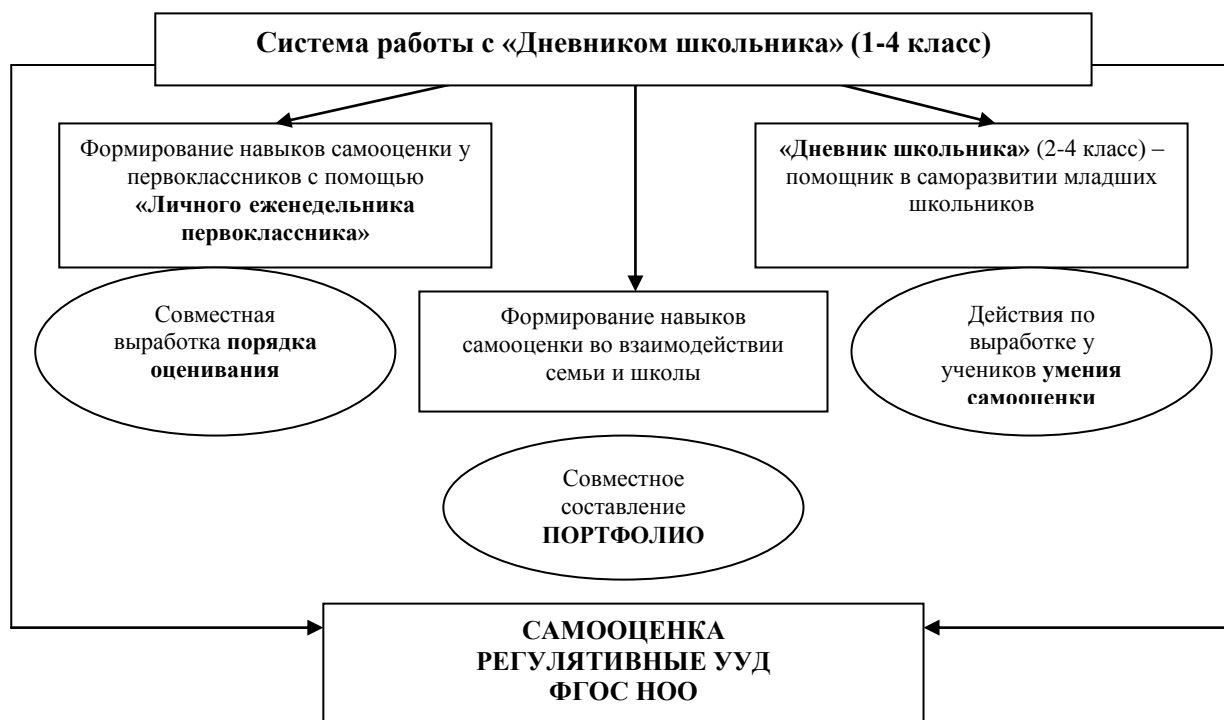 Система работы с «Дневником школьника» (1-4 класс)
Формирование навыков самооценки у
первоклассников с помощью
«Личного еженедельника
первоклассника»
«Дневник школьника» (2-4 класс) –
помощник в саморазвитии младших
школьников
Совместная
выработка порядка
оценивания
Формирование навыков
самооценки во взаимодействии
семьи и школы
Действия по
выработке у
учеников умения
самооценки
Совместное
составление
ПОРТФОЛИО
САМООЦЕНКА
РЕГУЛЯТИВНЫЕ УУД
ФГОС НОО